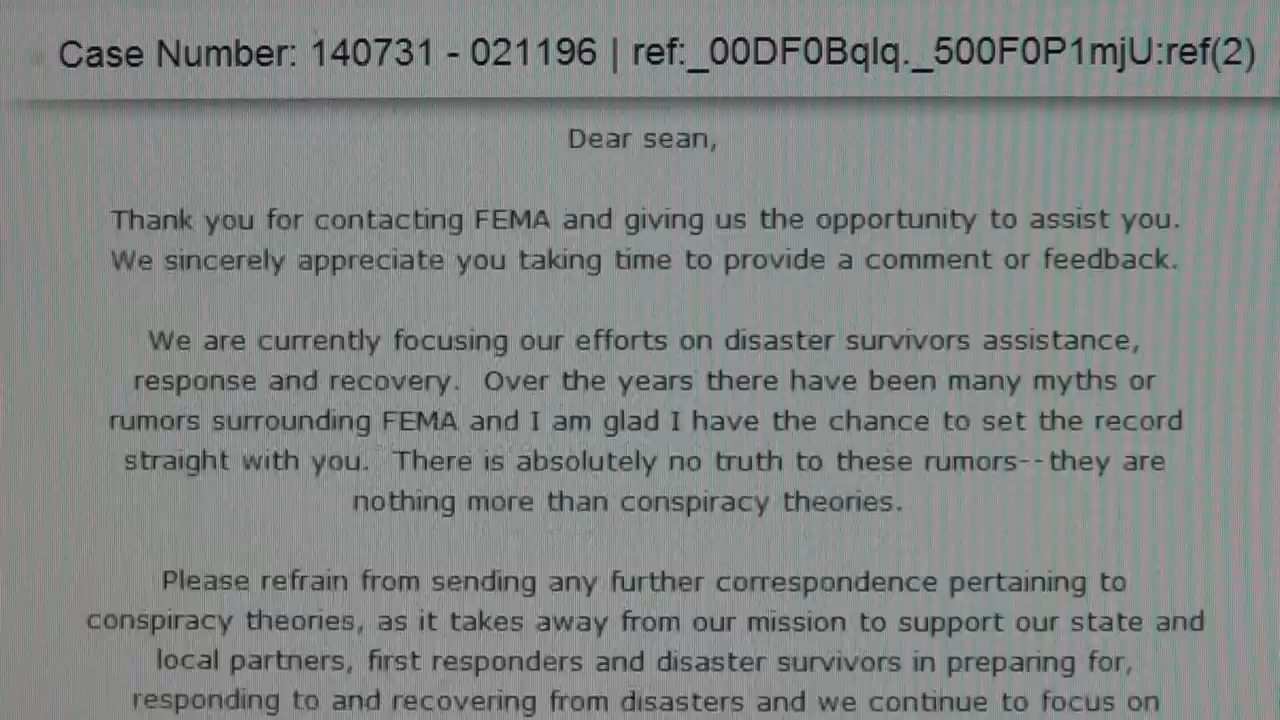 Case Number: 140731 - 021196 | ref:_00DF0Bqlq._500F0P1mjU:ref(2)
Dear sean,
Thank you for contacting FEMA and giving us the opportunity to assist you.
We sincerely appreciate you taking time to provide a comment or feedback.
We are currently focusing our efforts on disaster survivors assistance,
response and recovery.  Over the years there have been many myths or
rumors surrounding FEMA and I am glad I have the chance to set the record
straight with you.  There is absolutely no truth to these rumors--they are
nothing more than conspiracy theories.
Please refrain from sending any further correspondence pertaining to
conspiracy theories, as it takes away from our mission to support our state and
local partners, first responders and disaster survivors in preparing for,
responding to and recovering from disasters and we continue to focus on